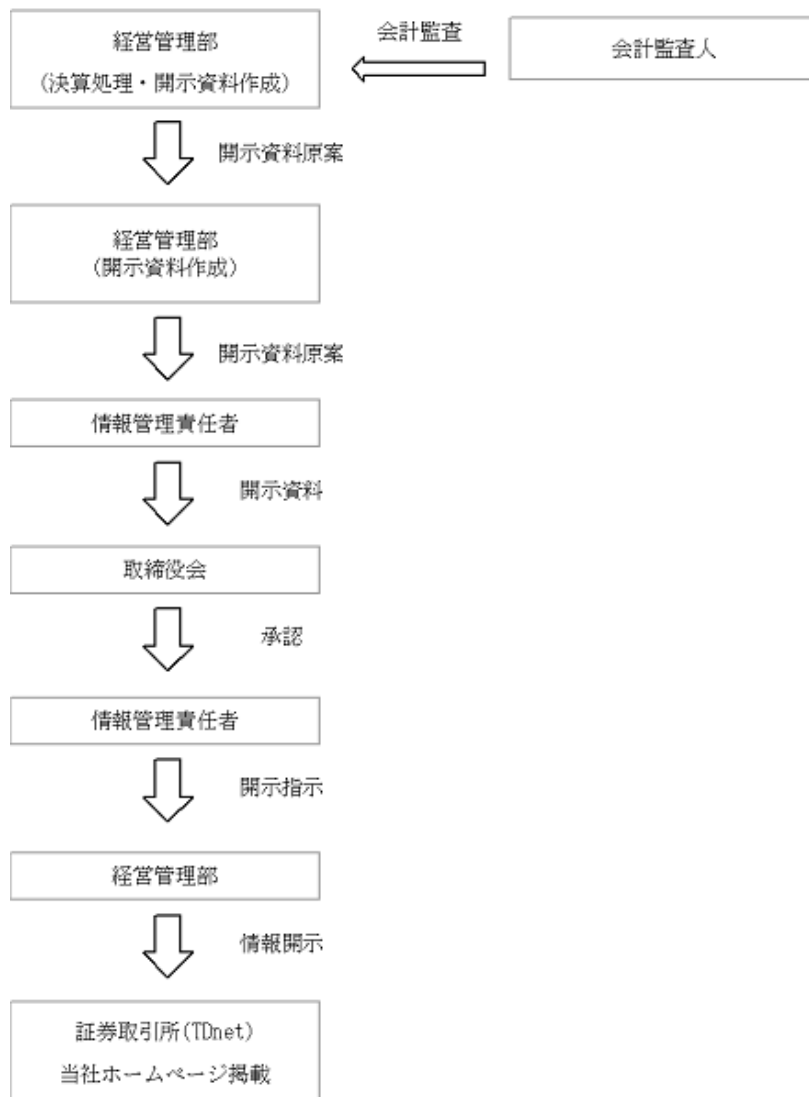 経営管理部
(決算処理・開示資料作成)
会計監査
会計監査人
開示資料原案
経営管理部
(開示資料作成)
開示資料原案
情報管理責任者
開示資料
取締役会
承認
情報管理責任者
開示指示
経営管理部
情報開示
証券取引所(TDnet)
当社ホームページ掲載